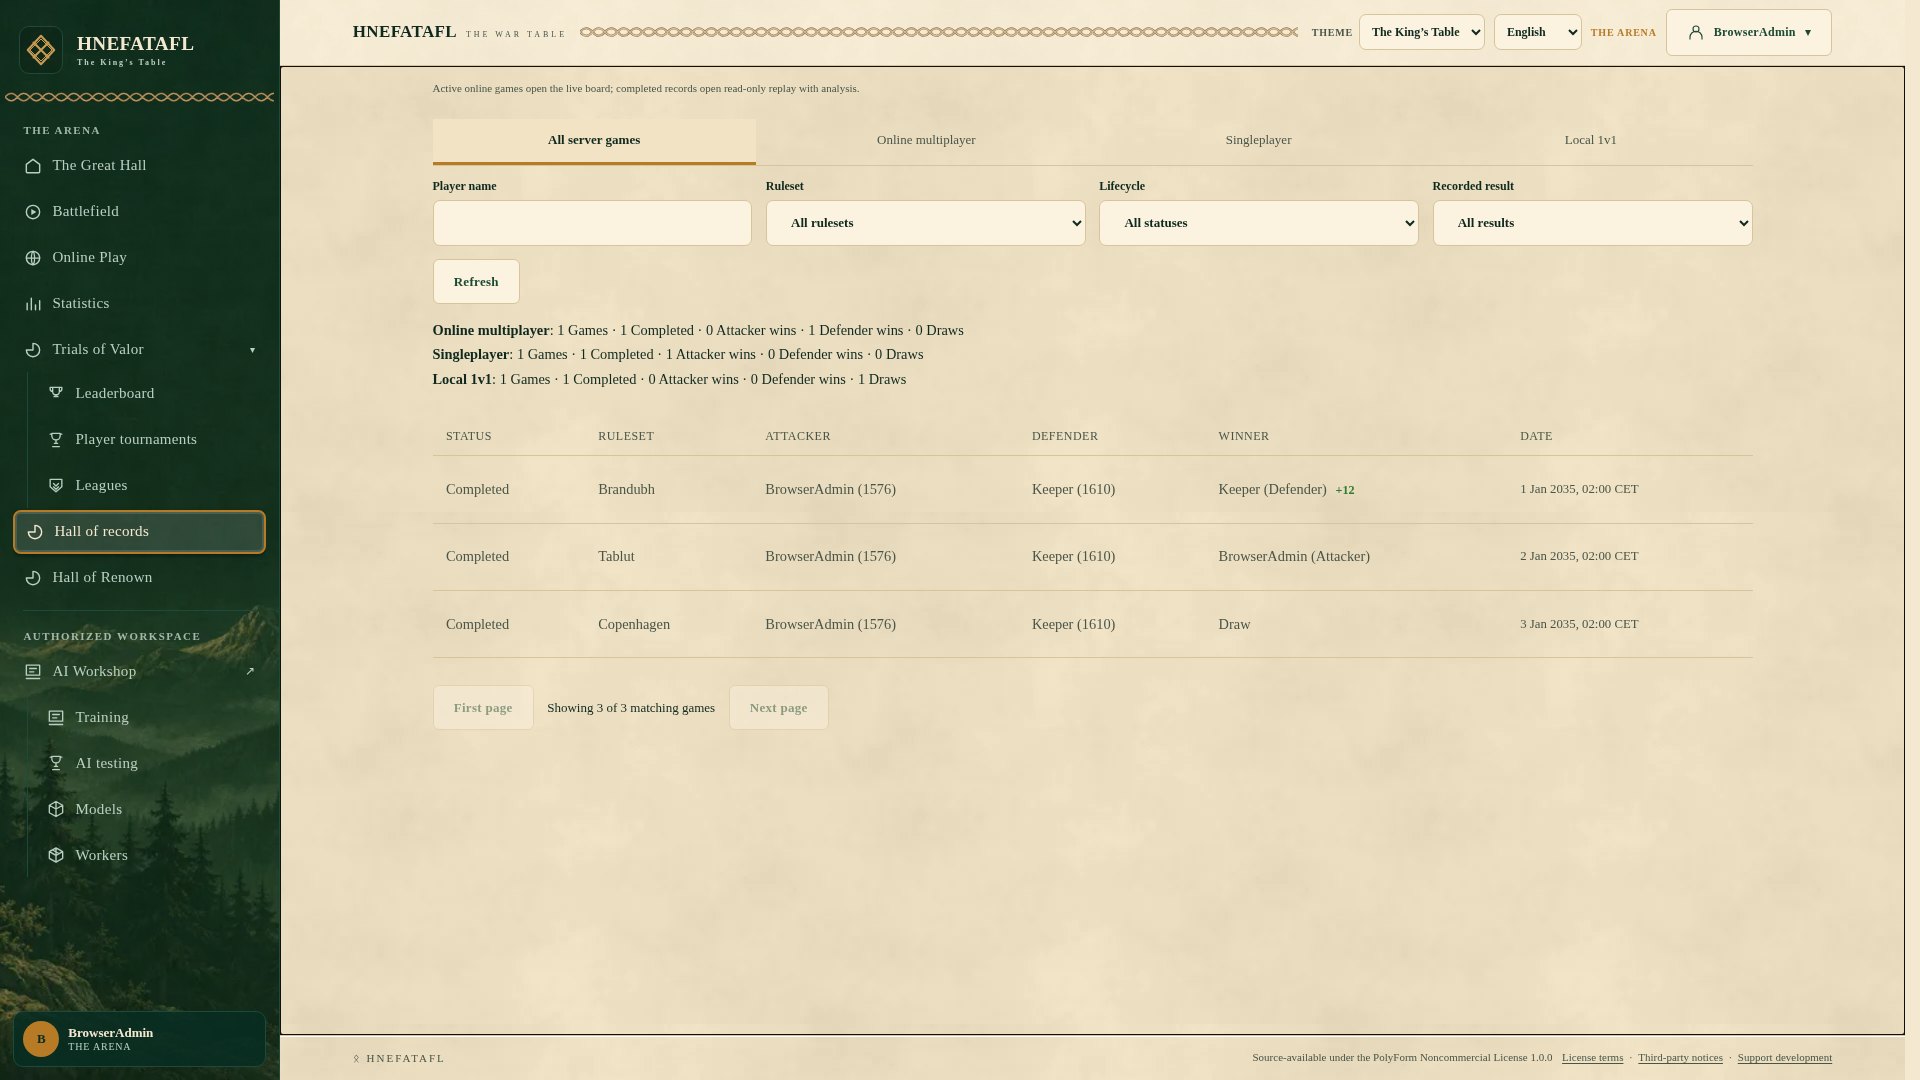 HNEFATAFL
The King's Table
THE ARENA
The Great Hall
Battlefield
Online Play
Statistics
Trials of Valor ▾
Leaderboard
Player tournaments
Leagues
Hall of records
Hall of Renown
AUTHORIZED WORKSPACE
AI Workshop ↗
Training
AI testing
Models
Workers
B
BrowserAdmin
THE ARENA
HNEFATAFL THE WAR TABLE
THEME The King’s Table English THE ARENA BrowserAdmin ▾
Active online games open the live board; completed records open read-only replay with analysis.
All server games Online multiplayer Singleplayer Local 1v1
Player name Ruleset Lifecycle Recorded result
All rulesets All statuses All results
Refresh
Online multiplayer: 1 Games · 1 Completed · 0 Attacker wins · 1 Defender wins · 0 Draws
Singleplayer: 1 Games · 1 Completed · 1 Attacker wins · 0 Defender wins · 0 Draws
Local 1v1: 1 Games · 1 Completed · 0 Attacker wins · 0 Defender wins · 1 Draws
STATUS RULESET ATTACKER DEFENDER WINNER DATE
Completed Brandubh BrowserAdmin (1576) Keeper (1610) Keeper (Defender) +12 1 Jan 2035, 02:00 CET
Completed Tablut BrowserAdmin (1576) Keeper (1610) BrowserAdmin (Attacker) 2 Jan 2035, 02:00 CET
Completed Copenhagen BrowserAdmin (1576) Keeper (1610) Draw 3 Jan 2035, 02:00 CET
First page Showing 3 of 3 matching games Next page
ᛟ HNEFATAFL
Source-available under the PolyForm Noncommercial License 1.0.0 License terms · Third-party notices · Support development